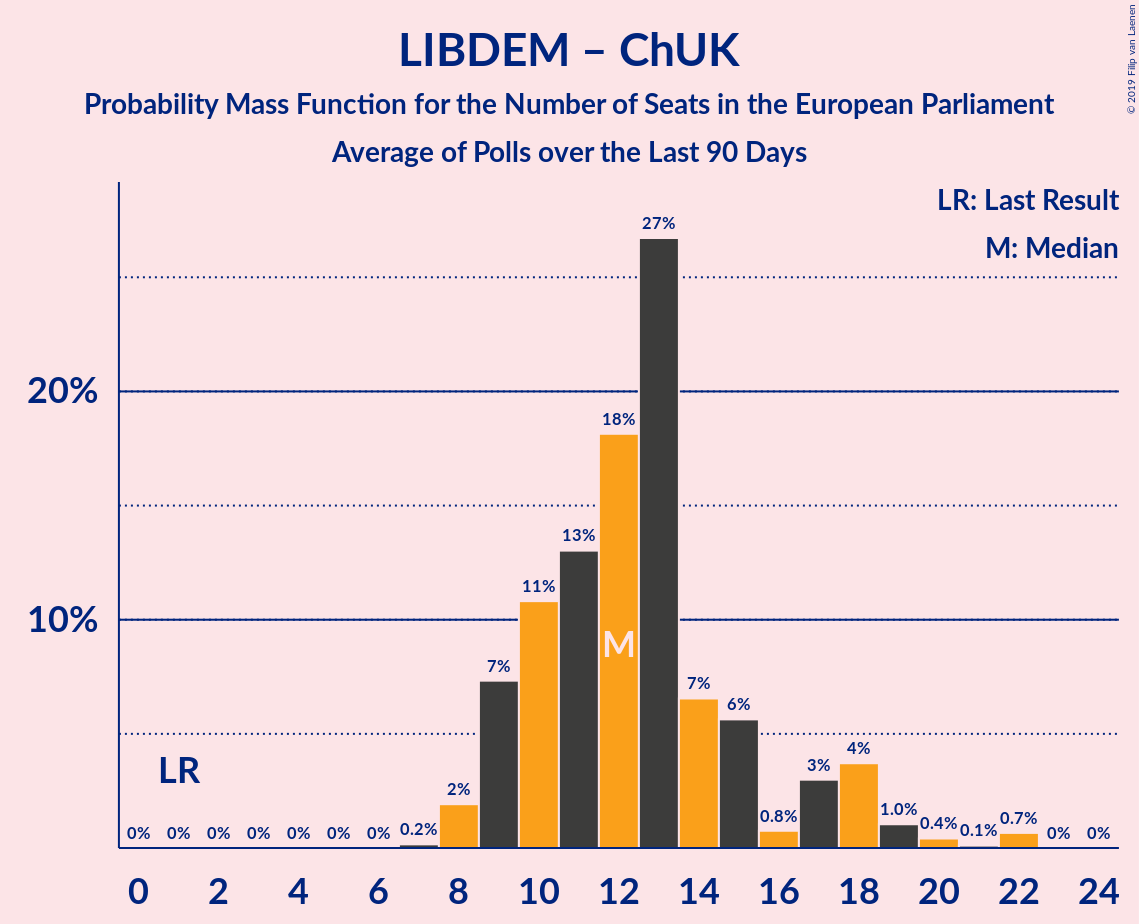 LIBDEM – ChUK
Probability Mass Function for the Number of Seats in the European Parliament
Average of Polls over the Last 90 Days
© 2019 Filip van Laenen
LR: Last Result
M: Median
27%
20%
18%
13%
11%
10%
M
7%
7%
6%
4%
3%
LR
2%
0% 0% 0% 0% 0% 0% 0% 0.2% 0.8% 1.0% 0.4% 0.1% 0.7% 0% 0%
0 2 4 6 8 10 12 14 16 18 20 22 24